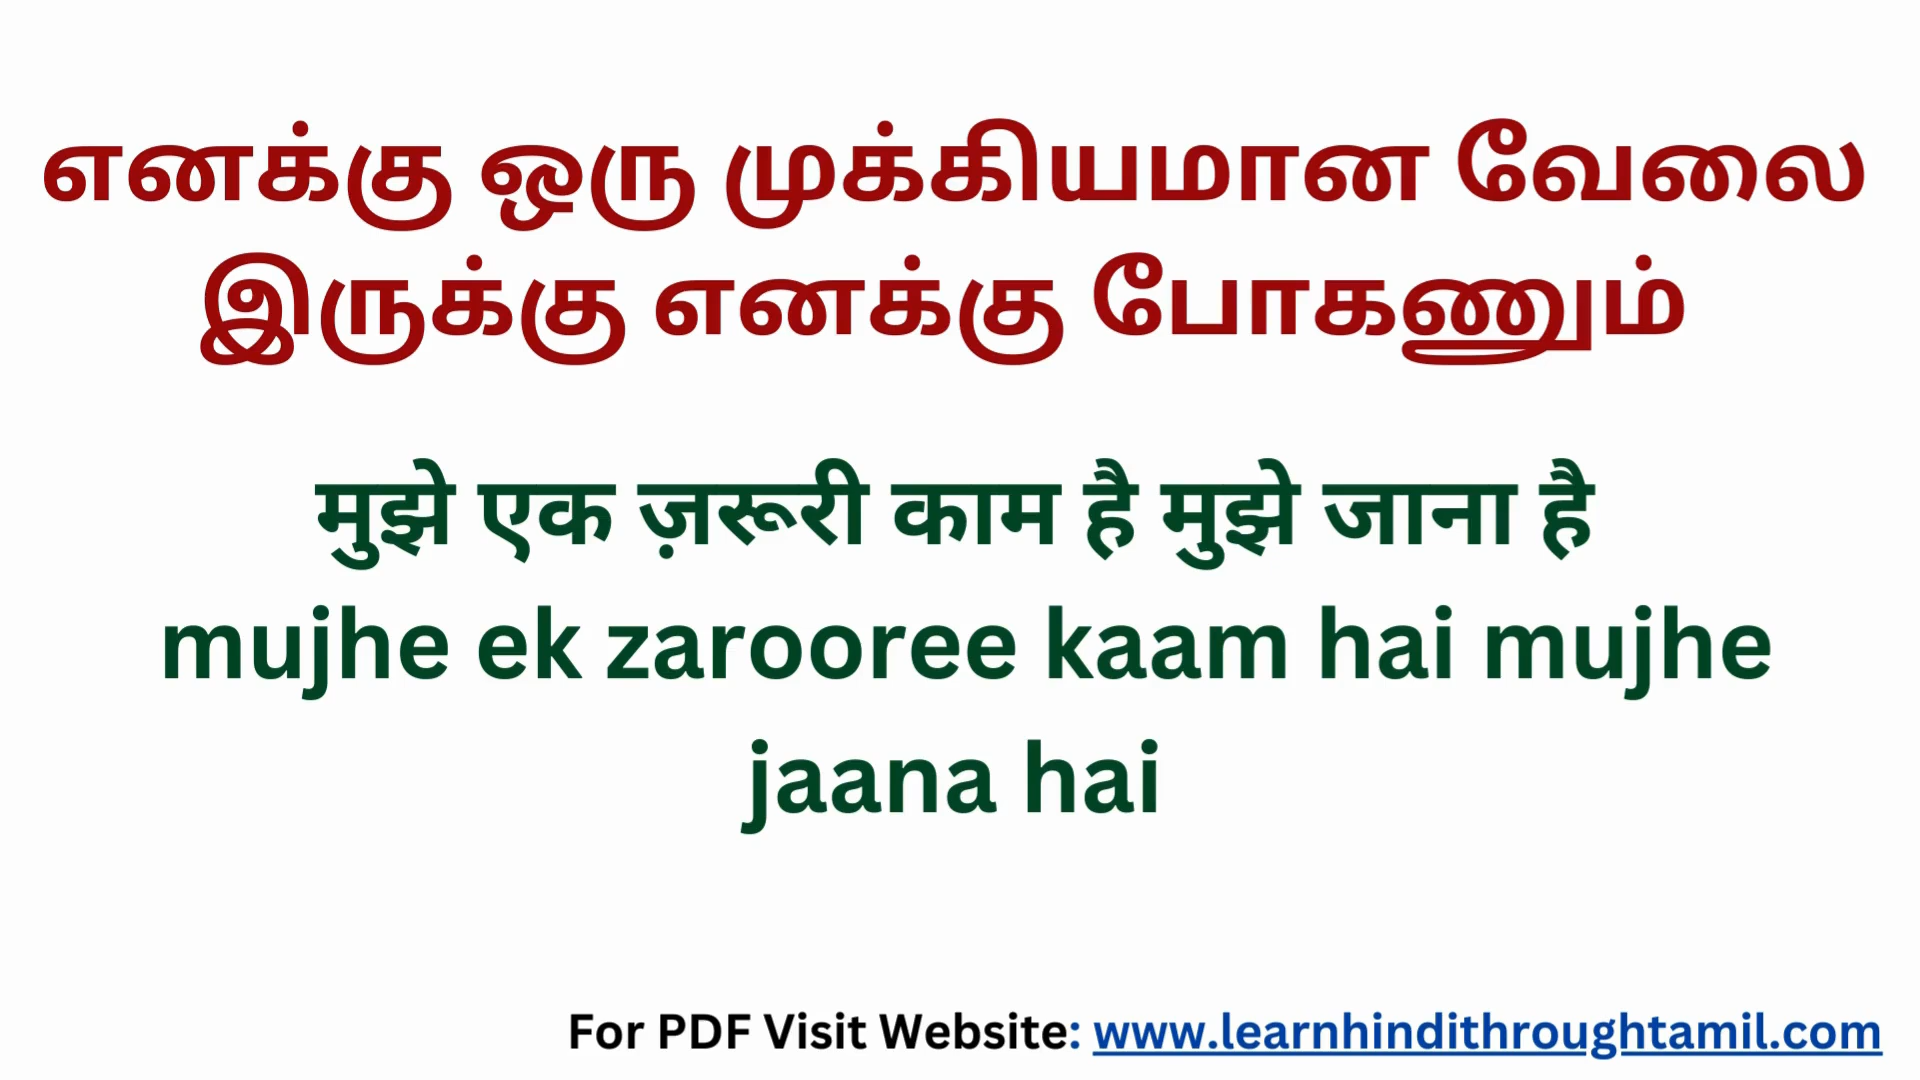 எனக்கு ஒரு முக்கியமான வேலை
இருக்கு எனக்கு போகணும்
मुझे एक ज़रूरी काम है मुझे जाना है
mujhe ek zarooree kaam hai mujhe
jaana hai
For PDF Visit Website: www.learnhindithroughtamil.com